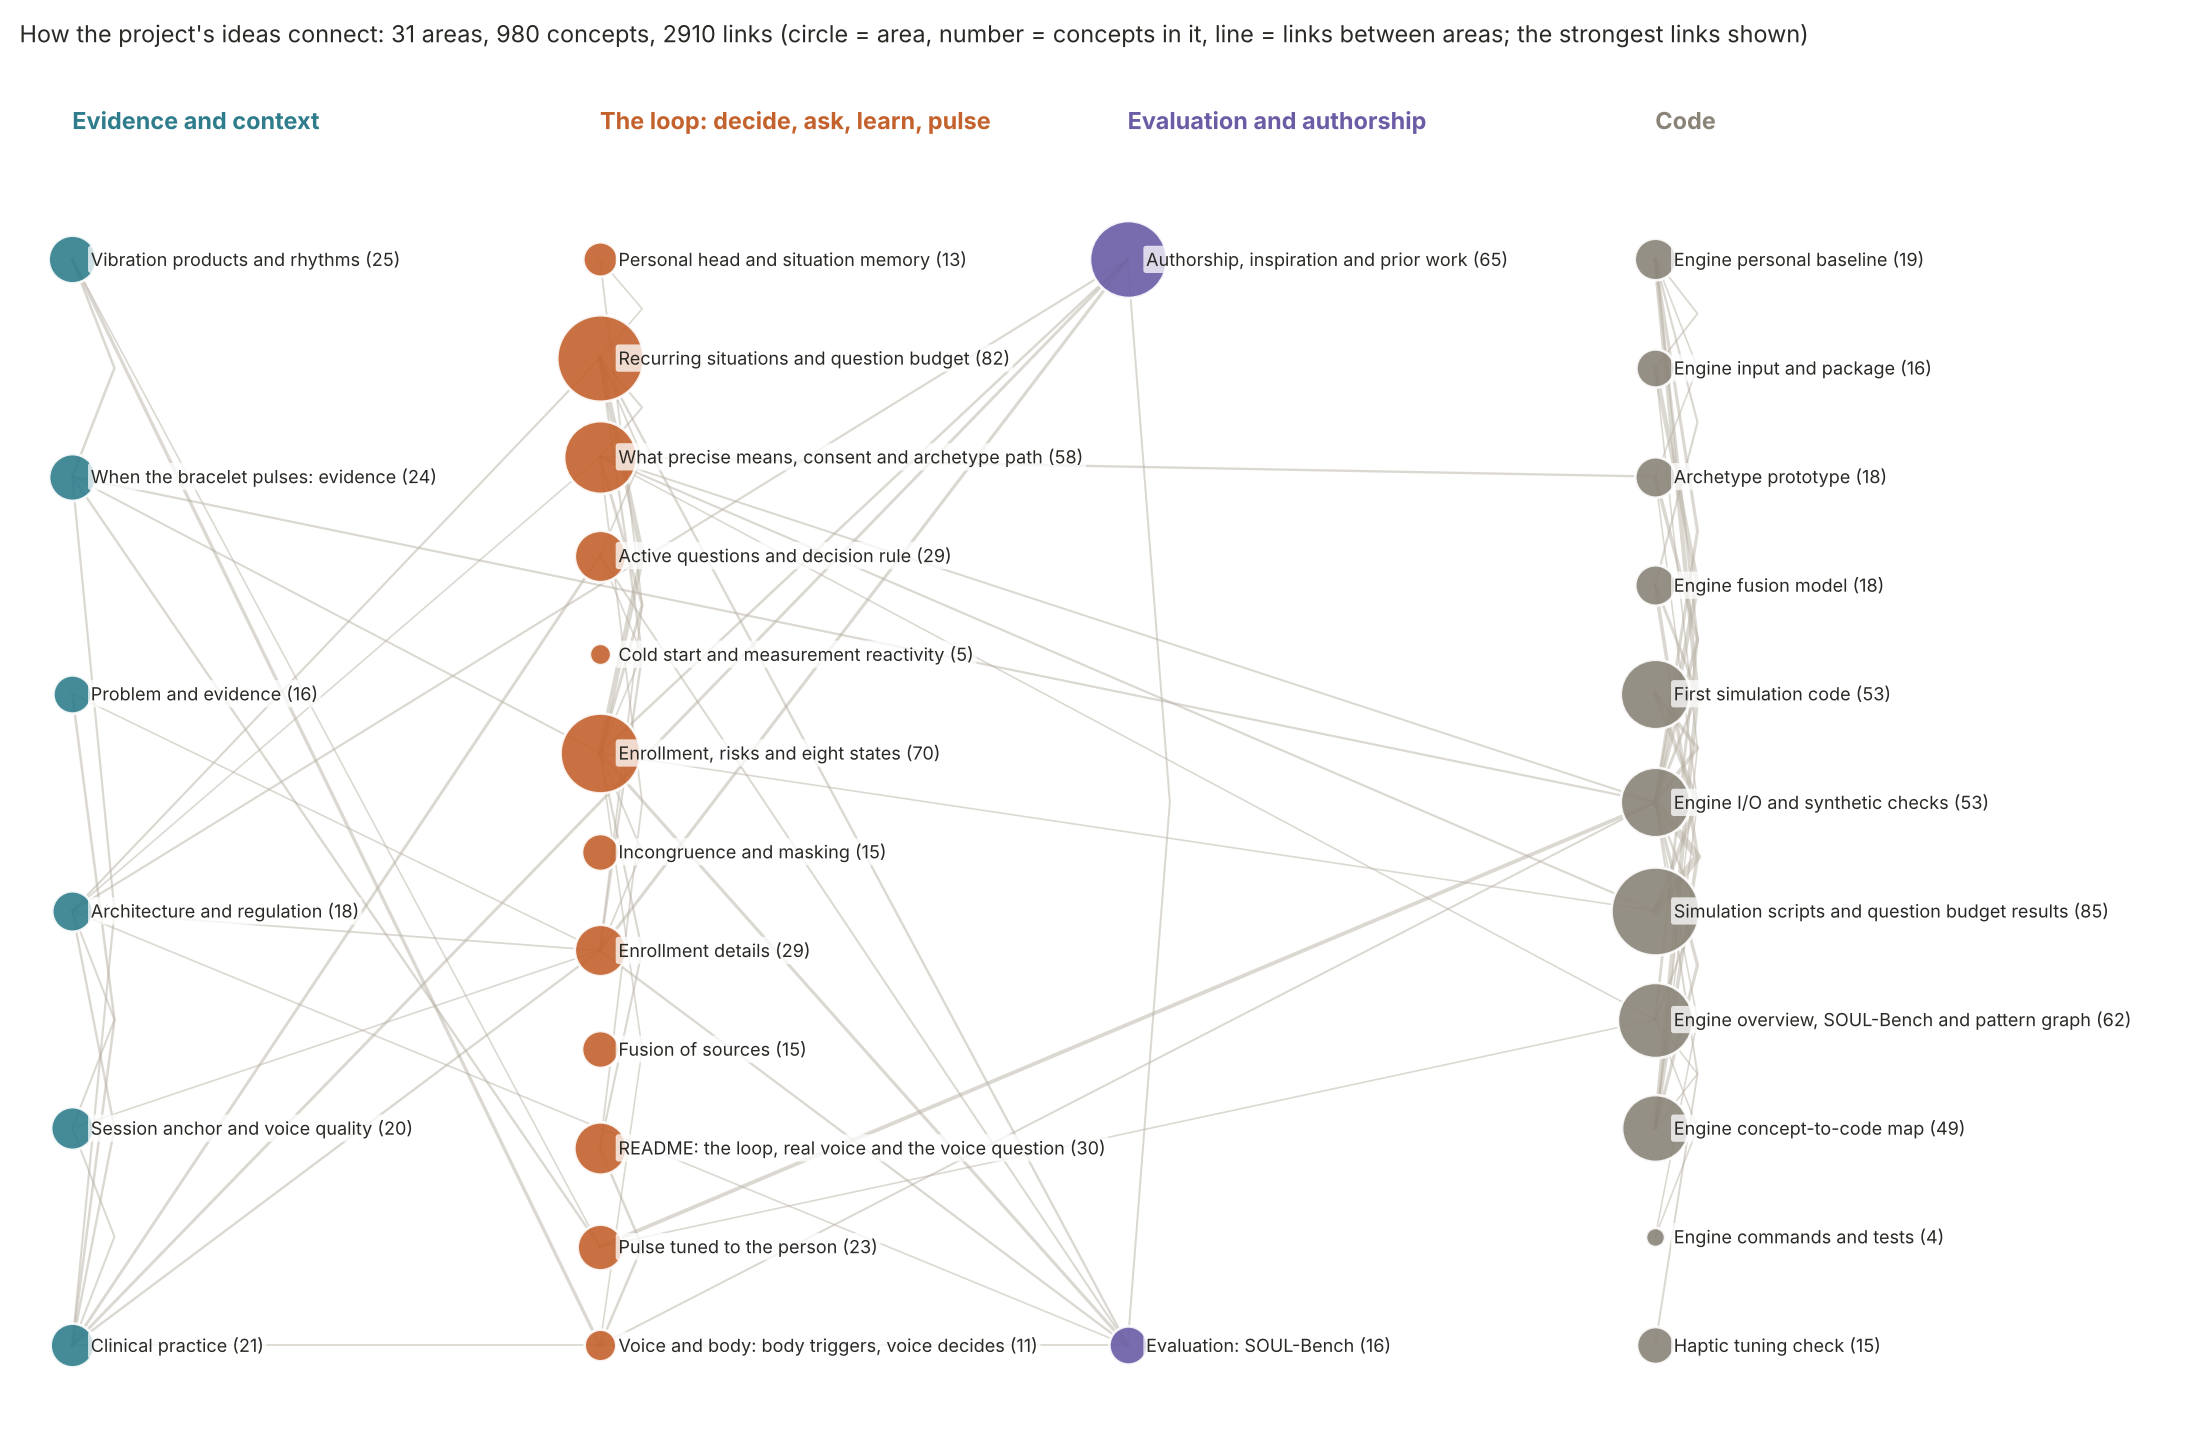 How the project's ideas connect: 31 areas, 980 concepts, 2910 links (circle = area, number = concepts in it, line = links between areas; the strongest links shown)
Evidence and context
Vibration products and rhythms (25)
When the bracelet pulses: evidence (24)
Problem and evidence (16)
Architecture and regulation (18)
Session anchor and voice quality (20)
Clinical practice (21)
The loop: decide, ask, learn, pulse
Personal head and situation memory (13)
Recurring situations and question budget (82)
What precise means, consent and archetype path (58)
Active questions and decision rule (29)
Cold start and measurement reactivity (5)
Enrollment, risks and eight states (70)
Incongruence and masking (15)
Enrollment details (29)
Fusion of sources (15)
README: the loop, real voice and the voice question (30)
Pulse tuned to the person (23)
Voice and body: body triggers, voice decides (11)
Evaluation and authorship
Authorship, inspiration and prior work (65)
Evaluation: SOUL-Bench (16)
Code
Engine personal baseline (19)
Engine input and package (16)
Archetype prototype (18)
Engine fusion model (18)
First simulation code (53)
Engine I/O and synthetic checks (53)
Simulation scripts and question budget results (85)
Engine overview, SOUL-Bench and pattern graph (62)
Engine concept-to-code map (49)
Engine commands and tests (4)
Haptic tuning check (15)